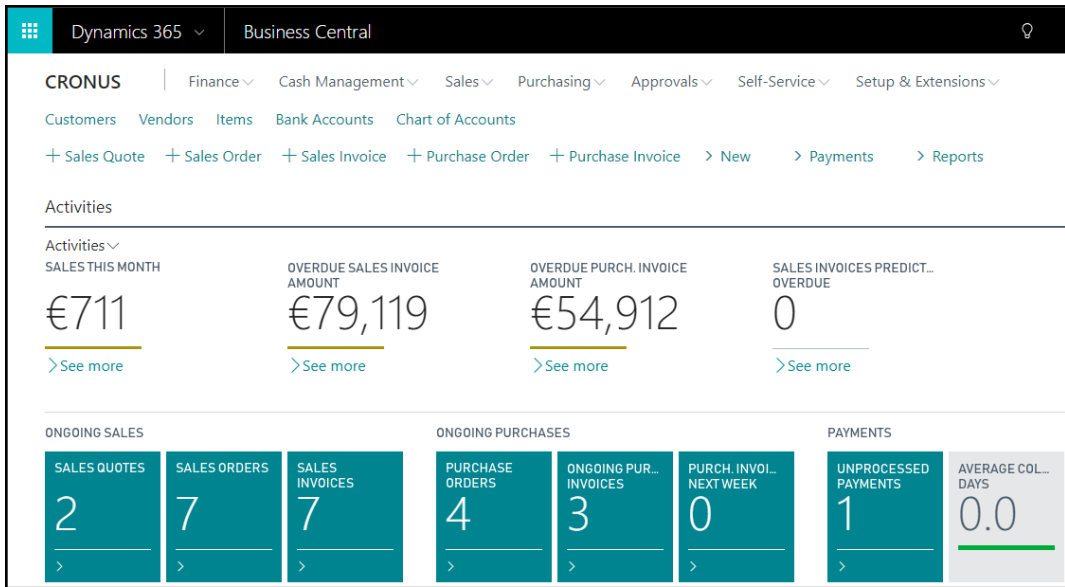 Dynamics 365 Business Central
CRONUS Finance Cash Management Sales Purchasing Approvals Self-Service Setup & Extensions
Customers Vendors Items Bank Accounts Chart of Accounts
+ Sales Quote + Sales Order + Sales Invoice + Purchase Order + Purchase Invoice > New > Payments > Reports
Activities
Activities
SALES THIS MONTH
€711
>See more
OVERDUE SALES INVOICE
AMOUNT
€79,119
>See more
OVERDUE PURCH. INVOICE
AMOUNT
€54,912
>See more
SALES INVOICES PREDICT...
OVERDUE
0
>See more
ONGOING SALES
SALES QUOTES
2
>
SALES ORDERS
7
>
SALES
INVOICES
7
>
ONGOING PURCHASES
PURCHASE
ORDERS
4
>
ONGOING PUR...
INVOICES
3
>
PURCH. INVOI...
NEXT WEEK
0
>
PAYMENTS
UNPROCESSED
PAYMENTS
1
>
AVERAGE COL...
DAYS
0.0